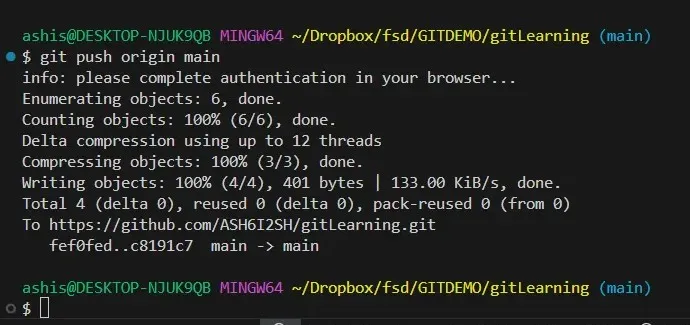 ashis@DESKTOP-NJUK9QB MINGW64 ~/Dropbox/fsd/GITDEMO/gitLearning (main)
$ git push origin main
info: please complete authentication in your browser...
Enumerating objects: 6, done.
Counting objects: 100% (6/6), done.
Delta compression using up to 12 threads
Compressing objects: 100% (3/3), done.
Writing objects: 100% (4/4), 401 bytes | 133.00 KiB/s, done.
Total 4 (delta 0), reused 0 (delta 0), pack-reused 0 (from 0)
To https://github.com/ASH6I2SH/gitLearning.git
   fef0fed..c8191c7  main -> main

ashis@DESKTOP-NJUK9QB MINGW64 ~/Dropbox/fsd/GITDEMO/gitLearning (main)
$